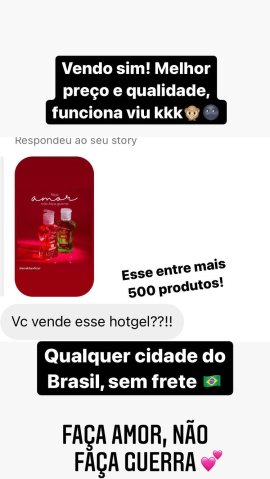 Vendo sim! Melhor
preço e qualidade,
funciona viu kkk🙊🌚
Respondeu ao seu story
amor
não faça guerra
Esse entre mais
500 produtos!
Vc vende esse hotgel??!!
Qualquer cidade do
Brasil, sem frete 🇧🇷
FAÇA AMOR, NÃO
FAÇA GUERRA 💕